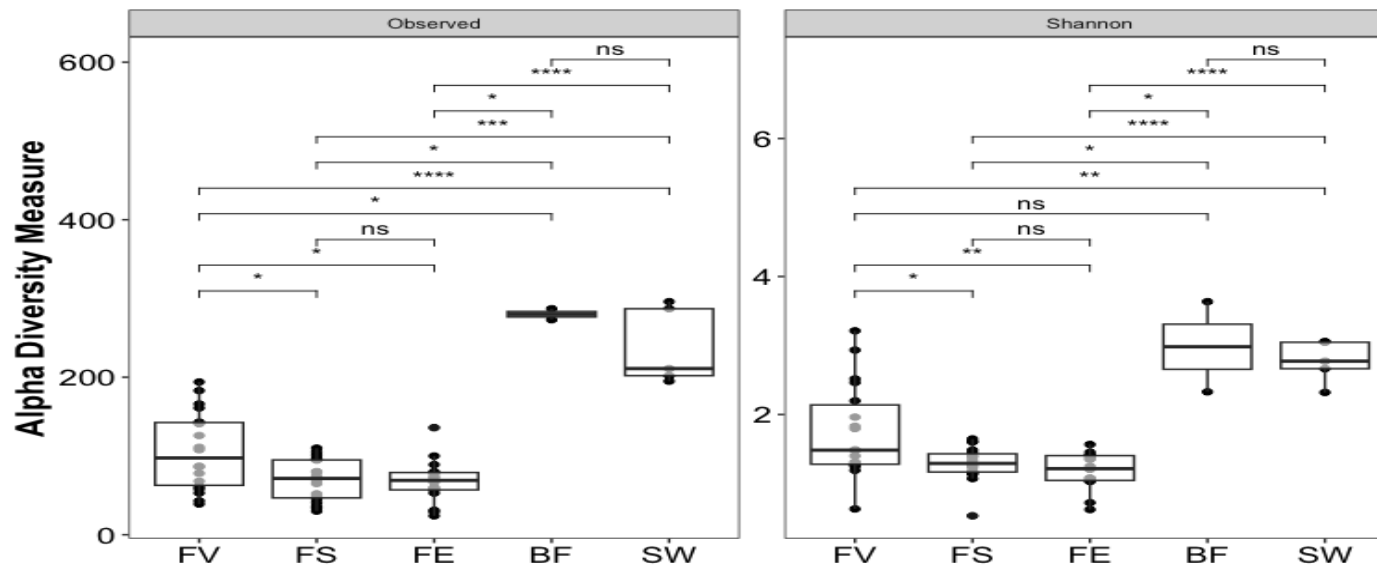 Observed
Shannon
Alpha Diversity Measure
600
400
200
0
ns
****
*
***
*
****
*
ns
*
*
FV FS FE BF SW
6
4
2
ns
****
*
****
*
**
ns
ns
**
*
FV FS FE BF SW